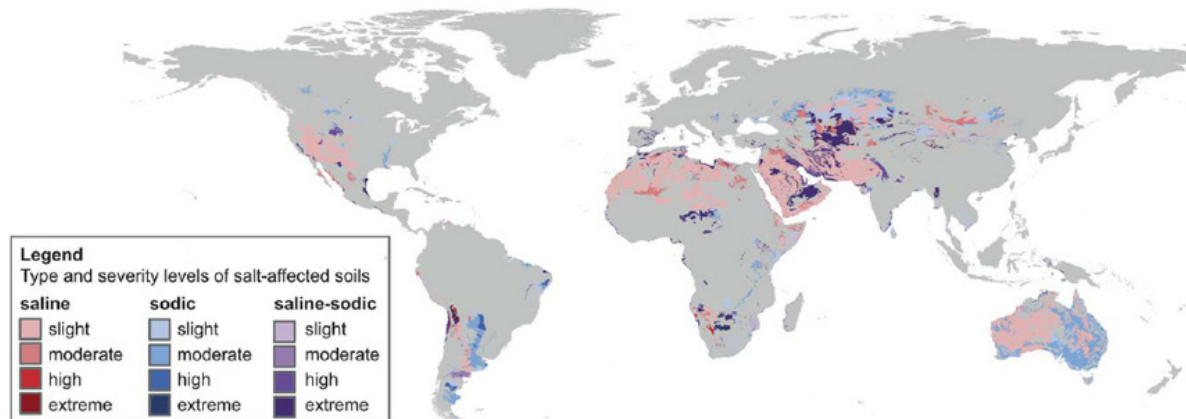 Legend
Type and severity levels of salt-affected soils
saline sodic saline-sodic
slight slight slight
moderate moderate moderate
high high high
extreme extreme extreme